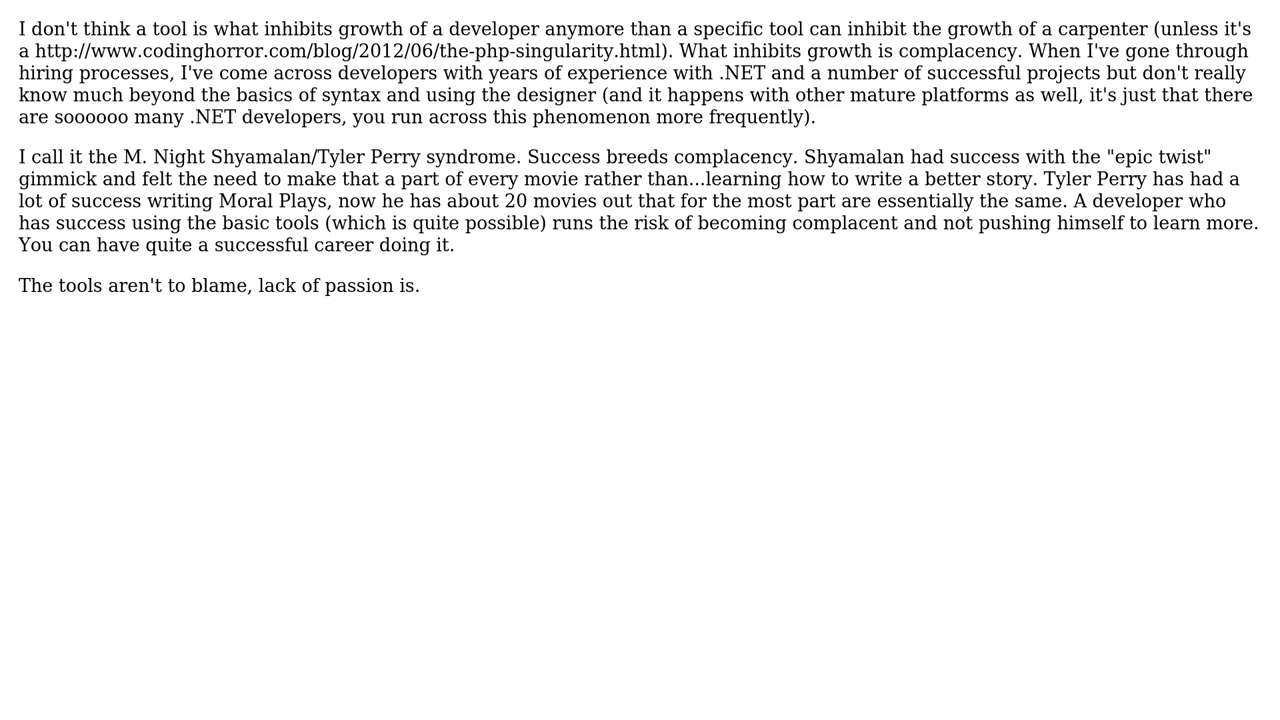 I don't think a tool is what inhibits growth of a developer anymore than a specific tool can inhibit the growth of a carpenter (unless it's
a http://www.codinghorror.com/blog/2012/06/the-php-singularity.html). What inhibits growth is complacency. When I've gone through
hiring processes, I've come across developers with years of experience with .NET and a number of successful projects but don't really
know much beyond the basics of syntax and using the designer (and it happens with other mature platforms as well, it's just that there
are soooooo many .NET developers, you run across this phenomenon more frequently).
I call it the M. Night Shyamalan/Tyler Perry syndrome. Success breeds complacency. Shyamalan had success with the "epic twist"
gimmick and felt the need to make that a part of every movie rather than...learning how to write a better story. Tyler Perry has had a
lot of success writing Moral Plays, now he has about 20 movies out that for the most part are essentially the same. A developer who
has success using the basic tools (which is quite possible) runs the risk of becoming complacent and not pushing himself to learn more.
You can have quite a successful career doing it.
The tools aren't to blame, lack of passion is.